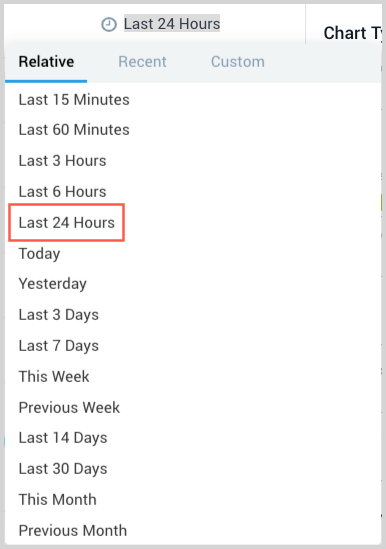 Last 24 Hours
Chart Ty
Relative Recent Custom
Last 15 Minutes
Last 60 Minutes
Last 3 Hours
Last 6 Hours
Last 24 Hours
Today
Yesterday
Last 3 Days
Last 7 Days
This Week
Previous Week
Last 14 Days
Last 30 Days
This Month
Previous Month